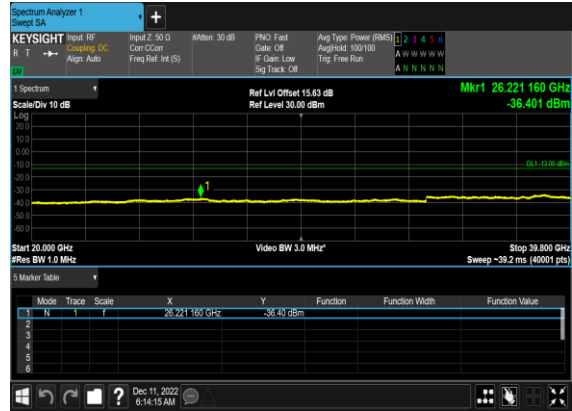 Spectrum Analyzer 1
Swept SA
+
KEYSIGHT Input: RF Input Z: 50 Ω #Atten: 30 dB PNO: Fast Avg Type: Power (RMS) 1 2 3 4 5 6
R T Coupling: DC Corr CCorr Gate: Off Avg|Hold: 100/100 A W W W W W
Align: Auto Freq Ref: Int (S) IF Gain: Low Trig: Free Run
Sig Track: Off A N N N N N
1 Spectrum Ref Lvl Offset 15.63 dB Mkr1 26.221 160 GHz
Scale/Div 10 dB Ref Level 30.00 dBm -36.401 dBm
Log
20.0
10.0
0.00
-10.0 DL1 -13.00 dBm
-20.0
-30.0 1
-40.0
-50.0
-60.0
Start 20.000 GHz Video BW 3.0 MHz* Stop 39.800 GHz
#Res BW 1.0 MHz Sweep ~39.2 ms (40001 pts)
5 Marker Table
Mode Trace Scale X Y Function Function Width Function Value
1 N 1 f 26.221 160 GHz -36.40 dBm
2
3
4
5
6
? Dec 11, 2022
6:14:15 AM